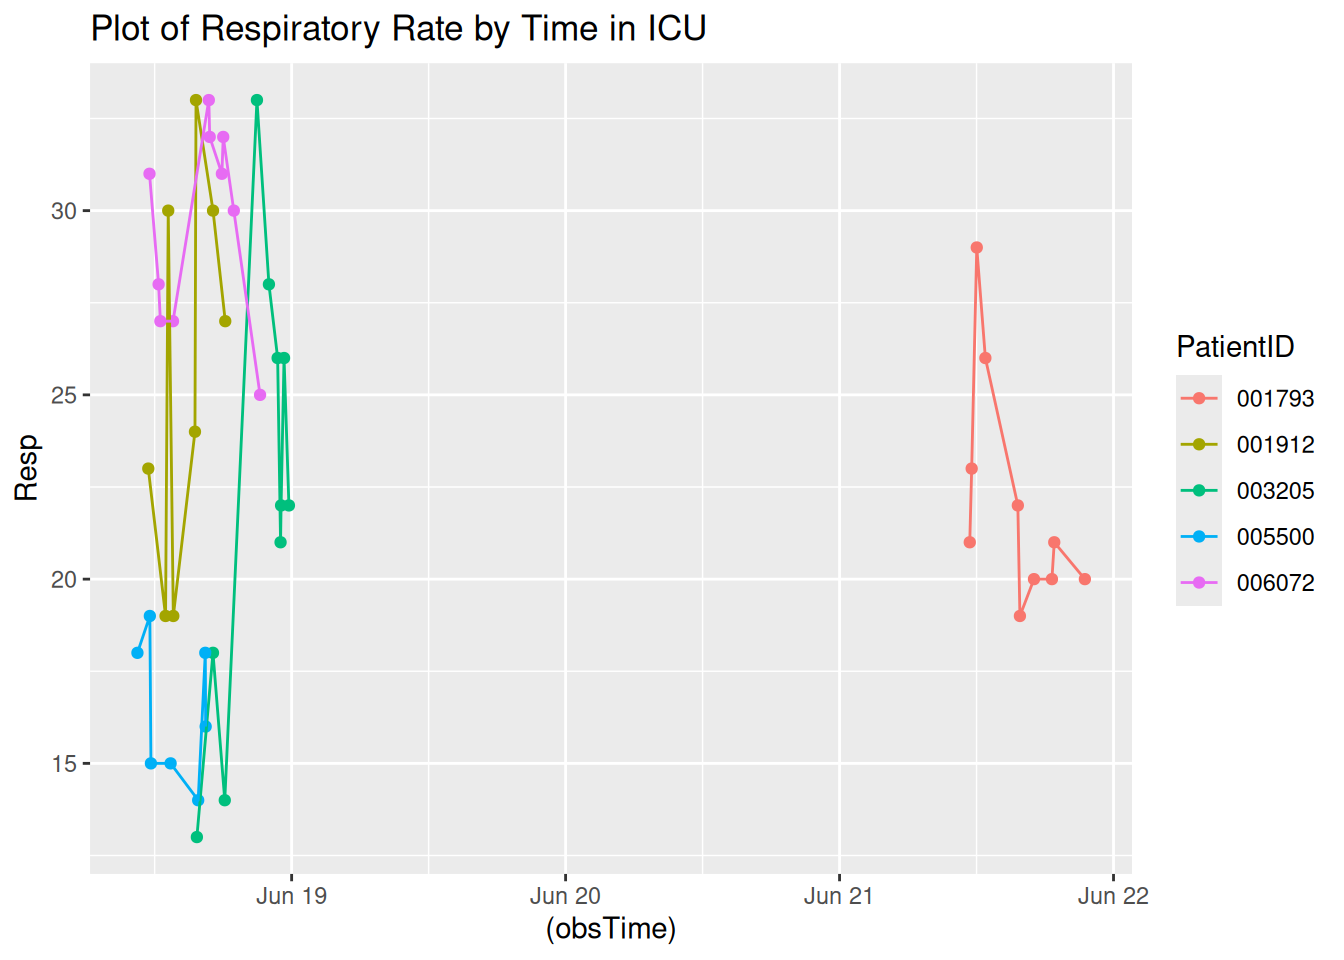 Plot of Respiratory Rate by Time in ICU
Resp
30
25
20
15
Jun 19
Jun 20
Jun 21
Jun 22
(obsTime)
PatientID
001793
001912
003205
005500
006072